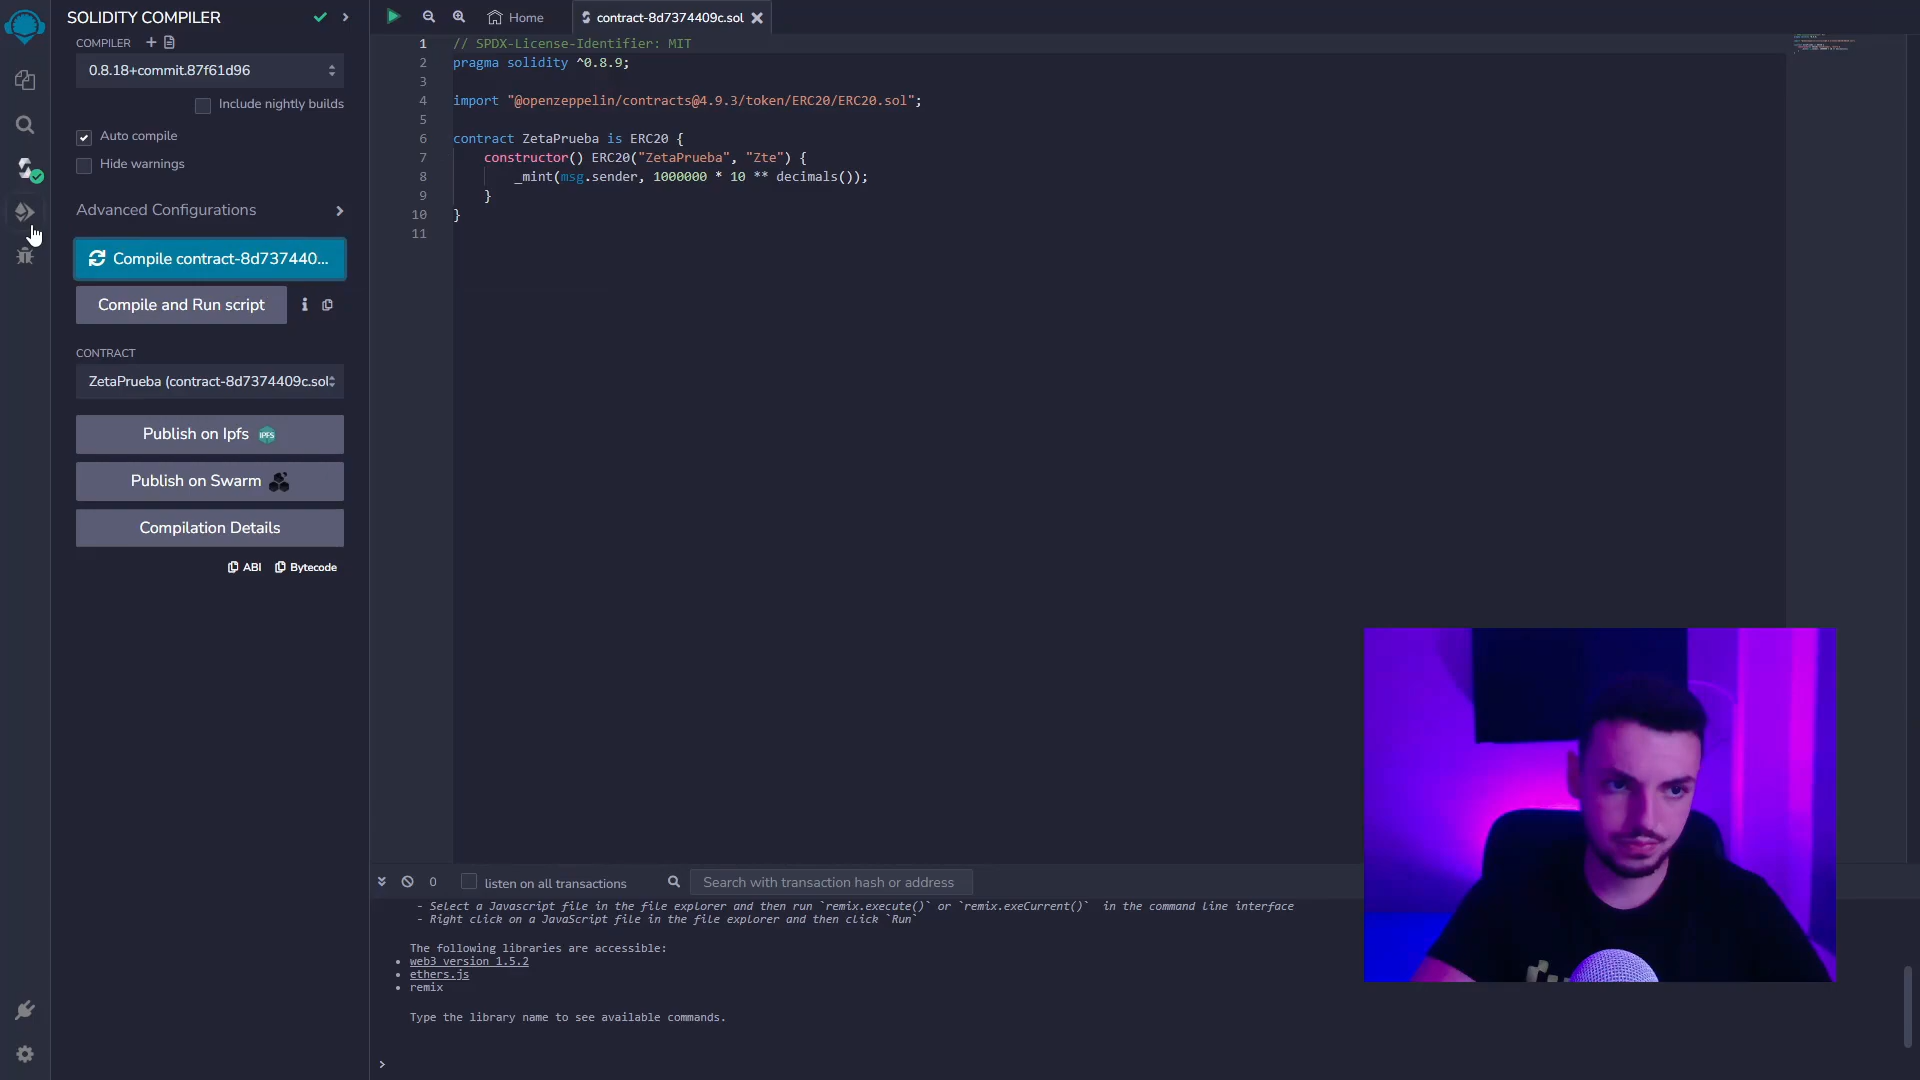 SOLIDITY COMPILER
COMPILER
0.8.18+commit.87f61d96
Include nightly builds
Auto compile
Hide warnings
Advanced Configurations
Compile contract-8d737440...
Compile and Run script
CONTRACT
ZetaPrueba (contract-8d7374409c.sol
Publish on Ipfs
IPFS
Publish on Swarm
Compilation Details
ABI
Bytecode
Home
contract-8d7374409c.sol
1 // SPDX-License-Identifier: MIT
2 pragma solidity ^0.8.9;
3
4 import "@openzeppelin/contracts@4.9.3/token/ERC20/ERC20.sol";
5
6 contract ZetaPrueba is ERC20 {
7 constructor() ERC20("ZetaPrueba", "Zte") {
8 _mint(msg.sender, 1000000 * 10 ** decimals());
9 }
10 }
11
0
listen on all transactions
Search with transaction hash or address
- Select a Javascript file in the file explorer and then run `remix.execute()` or `remix.exeCurrent()` in the command line interface
- Right click on a JavaScript file in the file explorer and then click `Run`
The following libraries are accessible:
• web3 version 1.5.2
• ethers.js
• remix
Type the library name to see available commands.
>